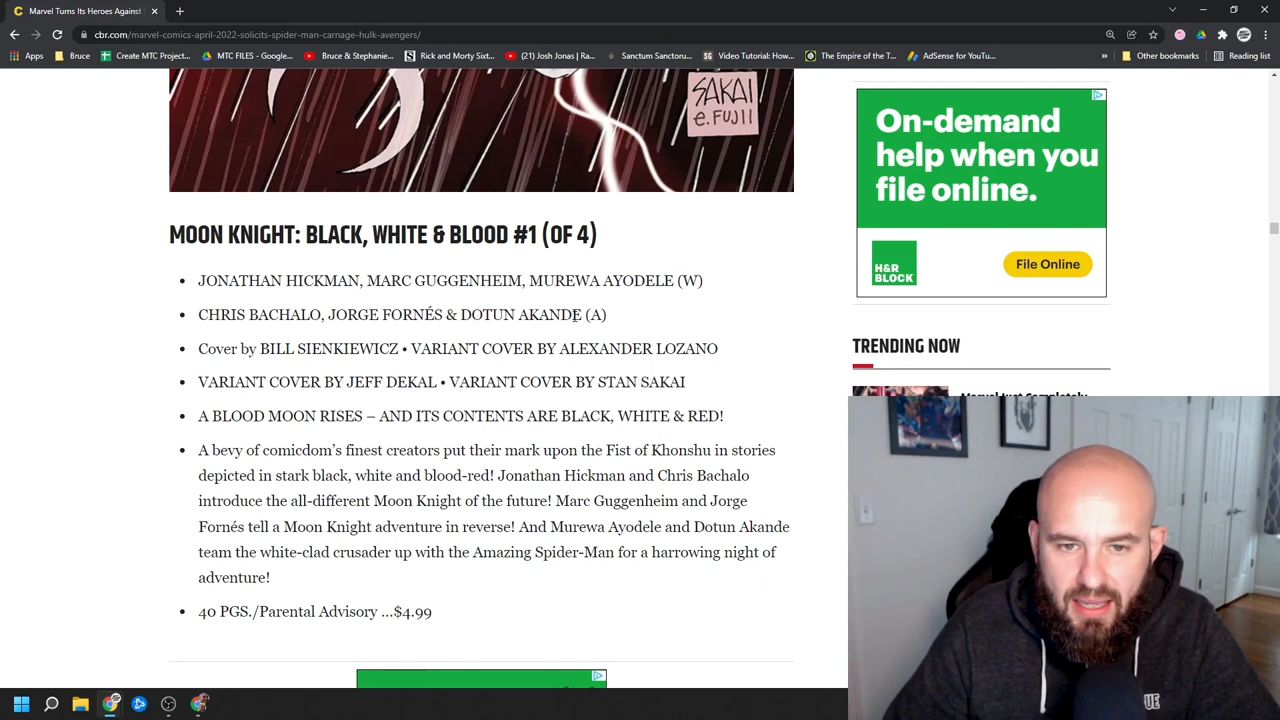 Marvel Turns Its Heroes Against
cbr.com/marvel-comics-april-2022-solicits-spider-man-carnage-hulk-avengers/
Apps
Bruce
Create MTC Project...
MTC FILES - Google...
Bruce & Stephanie...
Rick and Morty Sixt...
(21) Josh Jonas | Ra...
Sanctum Sanctoru...
Video Tutorial: How...
The Empire of the T...
AdSense for YouTu...
Other bookmarks
Reading list
SAKAI
e. FUJII
MOON KNIGHT: BLACK, WHITE & BLOOD #1 (OF 4)
JONATHAN HICKMAN, MARC GUGGENHEIM, MUREWA AYODELE (W)
CHRIS BACHALO, JORGE FORNÉS & DOTUN AKANDE (A)
Cover by BILL SIENKIEWICZ • VARIANT COVER BY ALEXANDER LOZANO
VARIANT COVER BY JEFF DEKAL • VARIANT COVER BY STAN SAKAI
A BLOOD MOON RISES – AND ITS CONTENTS ARE BLACK, WHITE & RED!
A bevy of comicdom's finest creators put their mark upon the Fist of Khonshu in stories
depicted in stark black, white and blood-red! Jonathan Hickman and Chris Bachalo
introduce the all-different Moon Knight of the future! Marc Guggenheim and Jorge
Fornés tell a Moon Knight adventure in reverse! And Murewa Ayodele and Dotun Akande
team the white-clad crusader up with the Amazing Spider-Man for a harrowing night of
adventure!
40 PGS./Parental Advisory ...$4.99
On-demand
help when you
file online.
H&R
BLOCK
File Online
TRENDING NOW
Marvel Just Completely